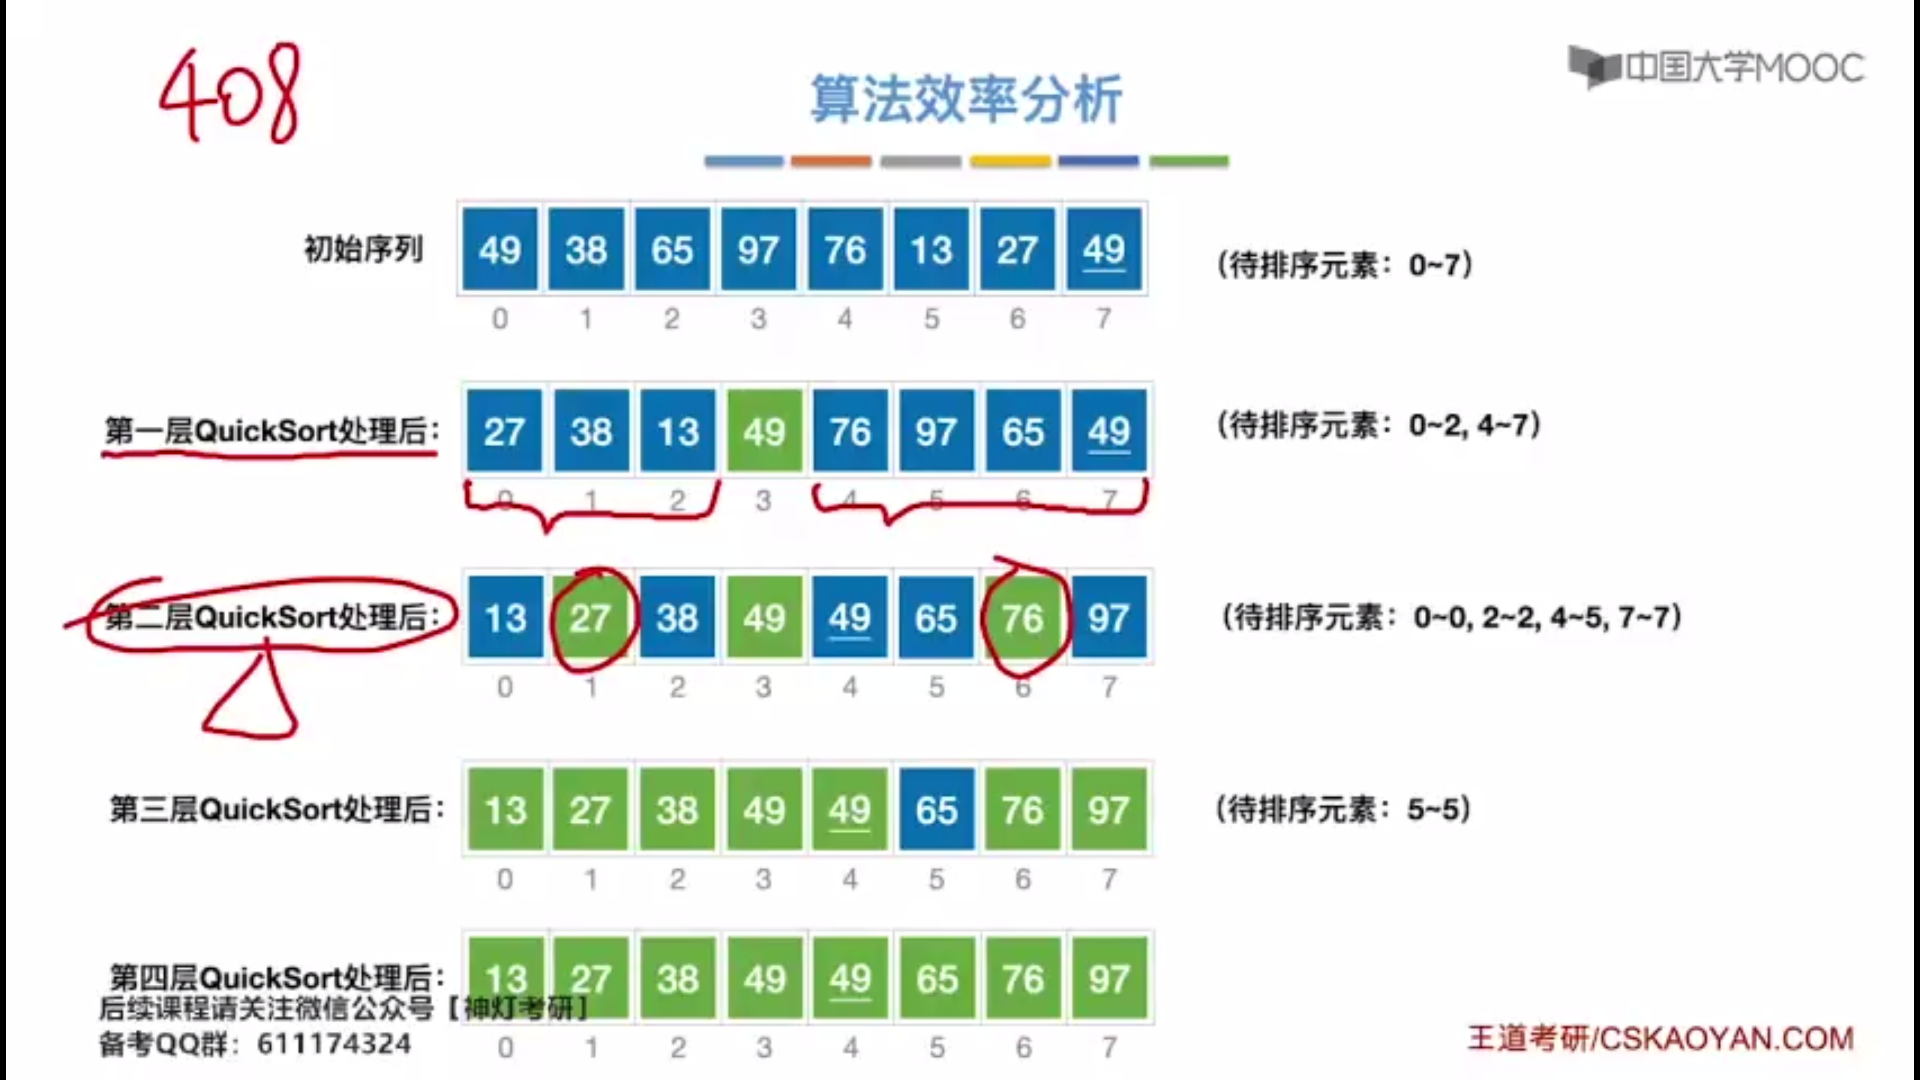 408
中国大学MOOC
算法效率分析
初始序列 49 38 65 97 76 13 27 49 (待排序元素：0~7)
0 1 2 3 4 5 6 7
第一层QuickSort处理后： 27 38 13 49 76 97 65 49 (待排序元素：0~2, 4~7)
0 1 2 3 4 5 6 7
第二层QuickSort处理后： 13 27 38 49 49 65 76 97 (待排序元素：0~0, 2~2, 4~5, 7~7)
0 1 2 3 4 5 6 7
第三层QuickSort处理后： 13 27 38 49 49 65 76 97 (待排序元素：5~5)
0 1 2 3 4 5 6 7
第四层QuickSort处理后： 13 27 38 49 49 65 76 97
后续课程请关注微信公众号［神灯考研］
备考QQ群：611174324 0 1 2 3 4 5 6 7
王道考研/CSKAOYAN.COM